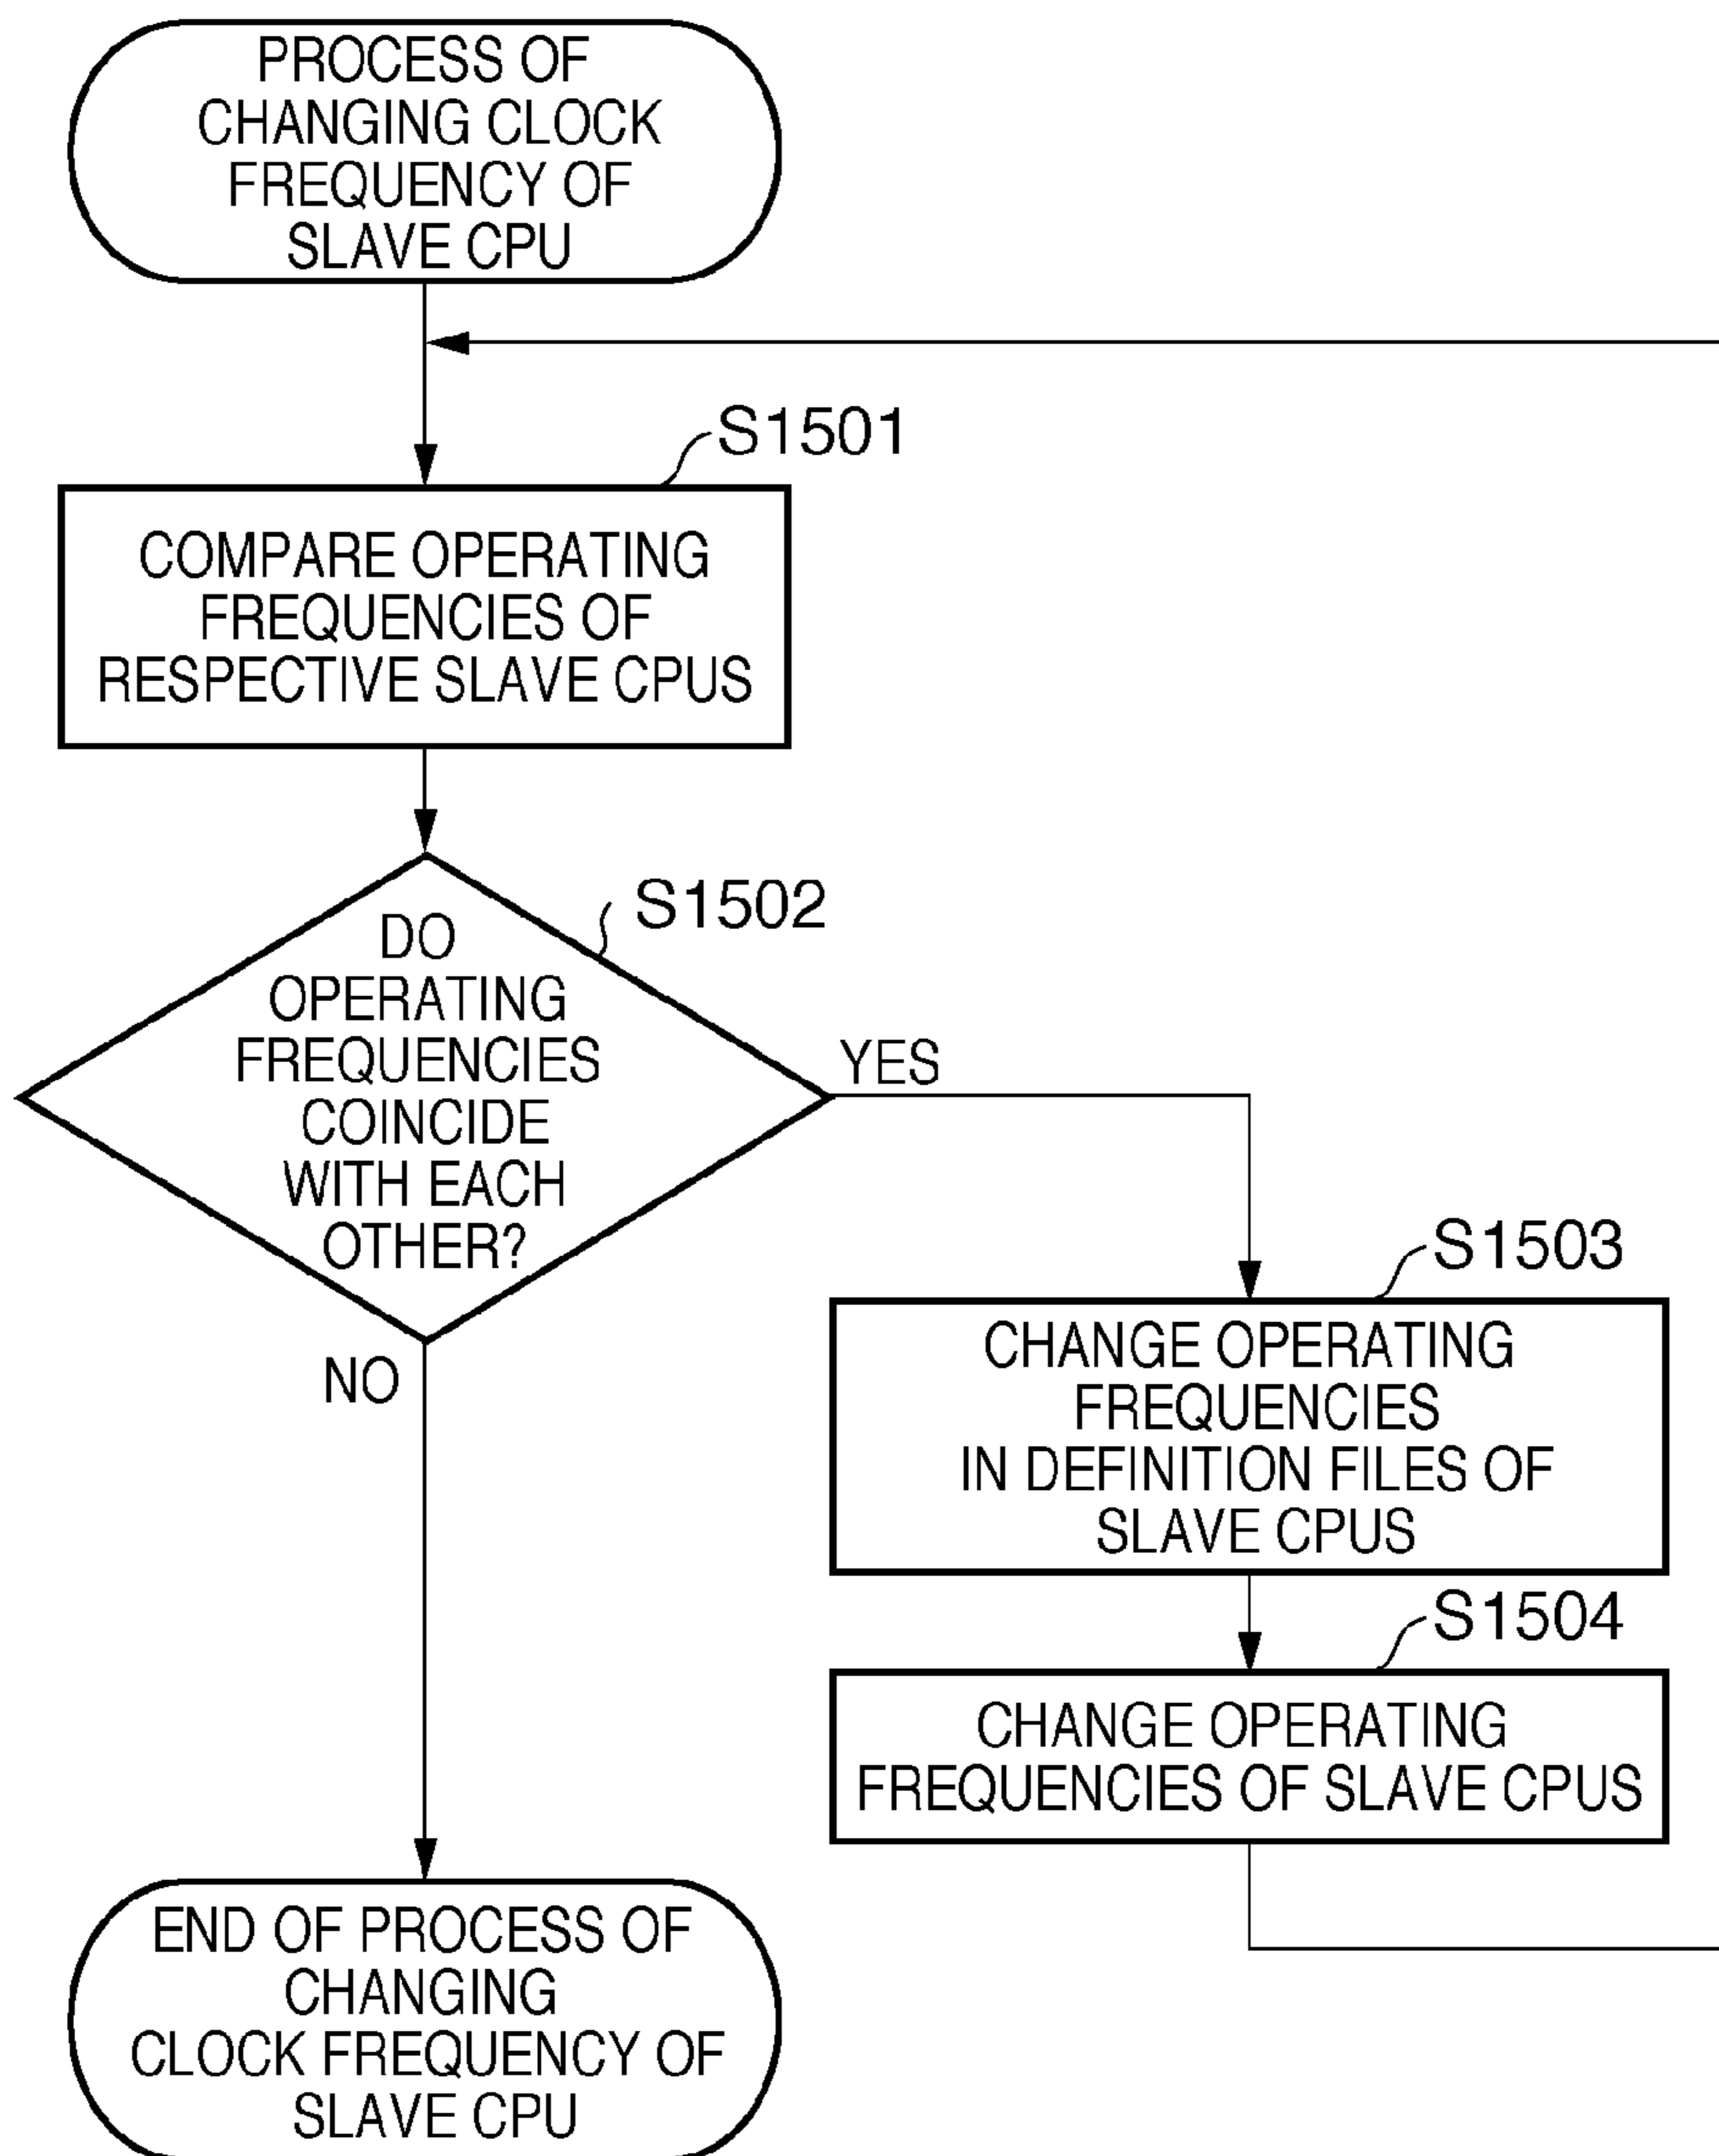 PROCESS OF
CHANGING CLOCK
FREQUENCY OF
SLAVE CPU
S1501
COMPARE OPERATING
FREQUENCIES OF
RESPECTIVE SLAVE CPUS
S1502
DO
OPERATING
FREQUENCIES
COINCIDE
WITH EACH
OTHER?
YES
NO
S1503
CHANGE OPERATING
FREQUENCIES
IN DEFINITION FILES OF
SLAVE CPUS
S1504
CHANGE OPERATING
FREQUENCIES OF SLAVE CPUS
END OF PROCESS OF
CHANGING
CLOCK FREQUENCY OF
SLAVE CPU